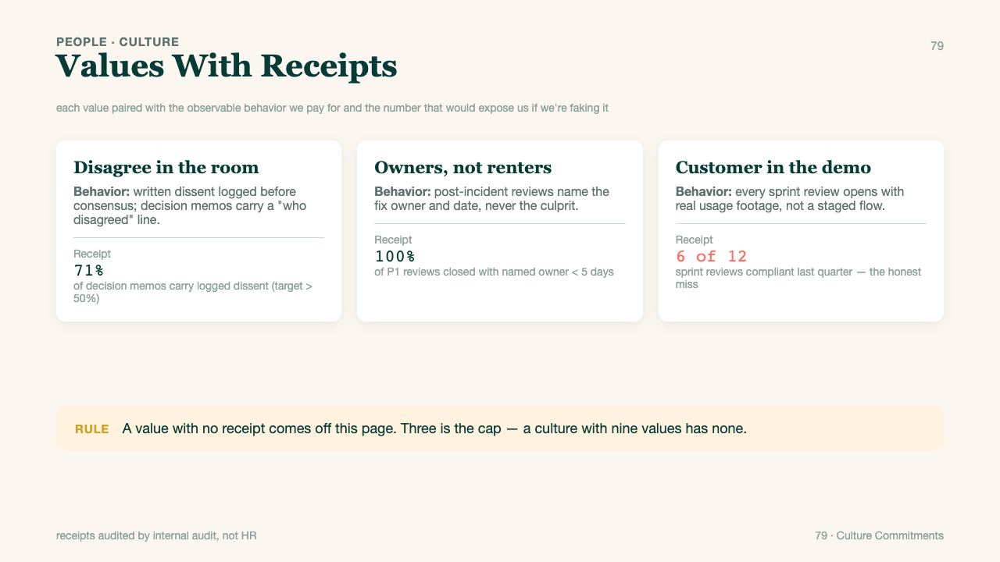 PEOPLE · CULTURE
79
Values With Receipts
each value paired with the observable behavior we pay for and the number that would expose us if we're faking it
Disagree in the room
Behavior: written dissent logged before
consensus; decision memos carry a "who
disagreed" line.
Receipt
71%
of decision memos carry logged dissent (target >
50%)
Owners, not renters
Behavior: post-incident reviews name the
fix owner and date, never the culprit.
Receipt
100%
of P1 reviews closed with named owner < 5 days
Customer in the demo
Behavior: every sprint review opens with
real usage footage, not a staged flow.
Receipt
6 of 12
sprint reviews compliant last quarter — the honest
miss
RULE A value with no receipt comes off this page. Three is the cap — a culture with nine values has none.
receipts audited by internal audit, not HR
79 · Culture Commitments